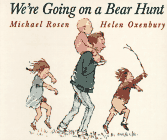 We're Going on a Bear Hunt
Michael Rosen Helen Oxenbury